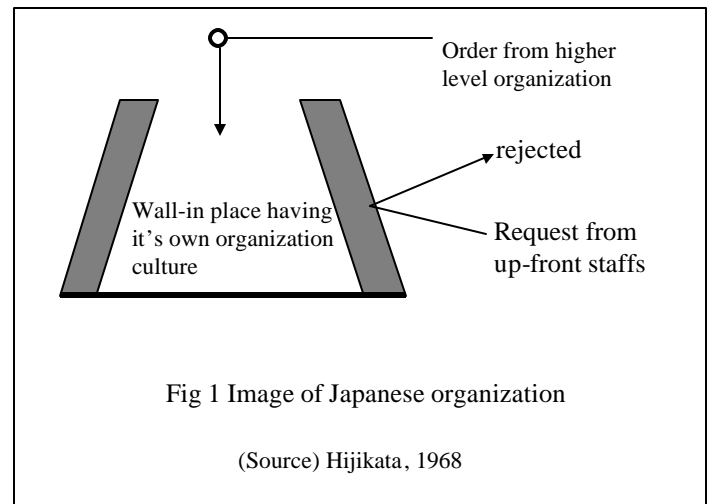 Order from higher
level organization
rejected
Wall-in place having
it's own organization
culture
Request from
up-front staffs
Fig 1 Image of Japanese organization
(Source) Hijikata, 1968